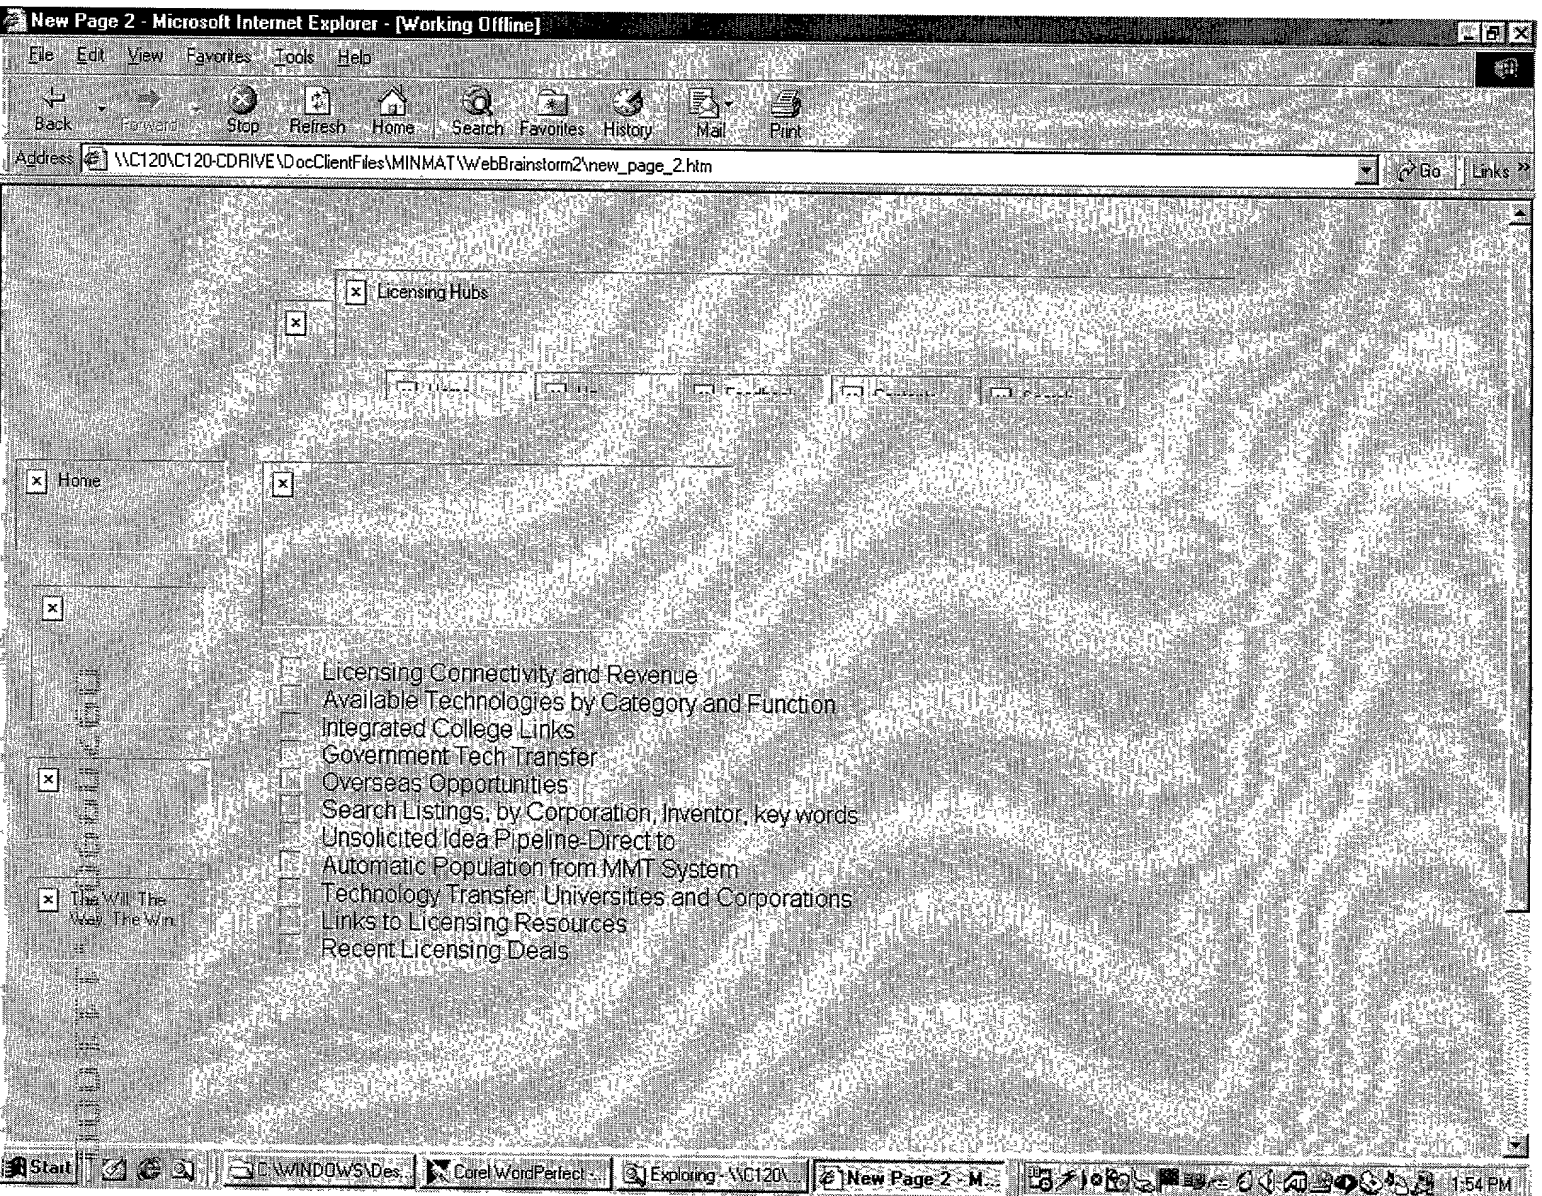 New Page 2 - Microsoft Internet Explorer - [Working Offline]
File Edit View Favorites Tools Help
Back Forward Stop Refresh Home Search Favorites History Mail Print
Address \\C120\C120-CDRIVE\DocClientFiles\MINMAT\WebBrainstorm2\new_page_2.htm Go Links »
Licensing Hubs
Home
Licensing Connectivity and Revenue
Available Technologies by Category and Function
Integrated College Links
Government Tech Transfer
Overseas Opportunities
Search Listings, by Corporation, Inventor, key words
Unsolicited Idea Pipeline-Direct to
Automatic Population from MMT System
Technology Transfer, Universities and Corporations
Links to Licensing Resources
Recent Licensing Deals
The Will. The
Way. The Win.
Start C:\WINDOWS\Des... Corel WordPerfect -... Exploring - \\C120\... New Page 2 - M... 1:54 PM